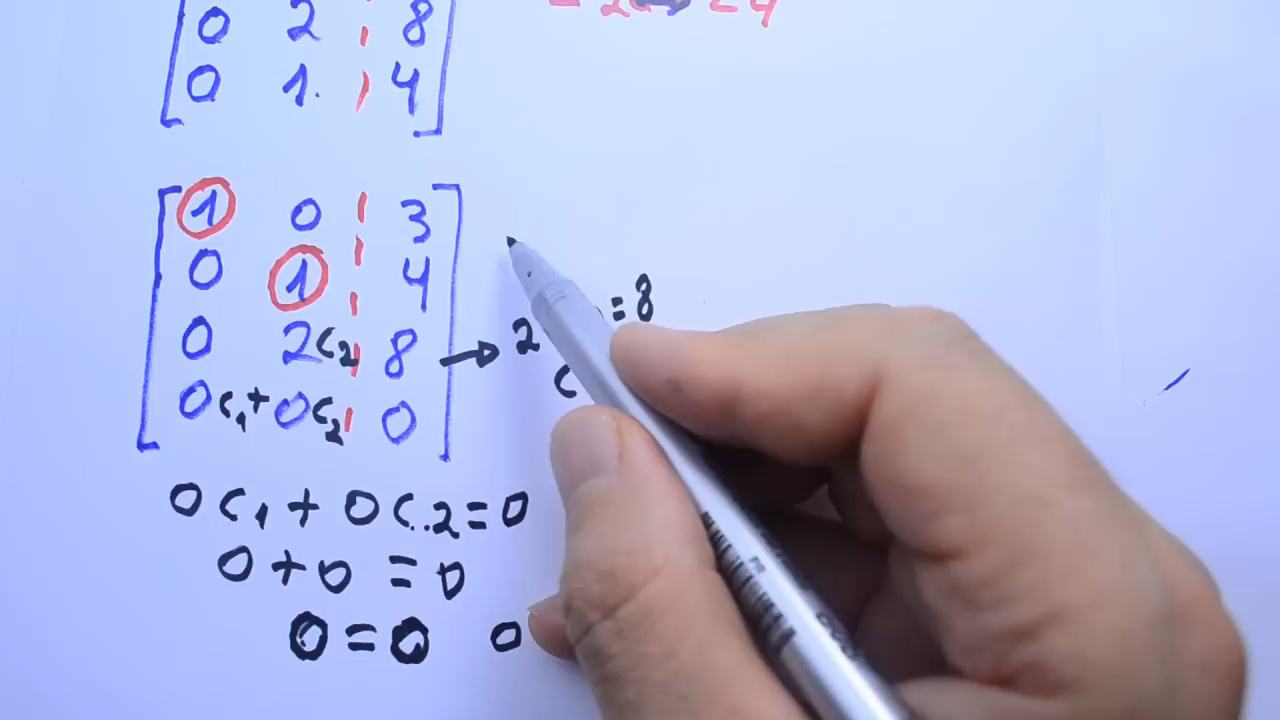 0 2 | 8
0 1. | 4
1 0 | 3
0 1 | 4
0 2c₂ | 8 → 2 = 8
0c₁+ 0c₂ | 0 c
0c₁ + 0c.₂ = 0
0 + 0 = 0
0 = 0 0